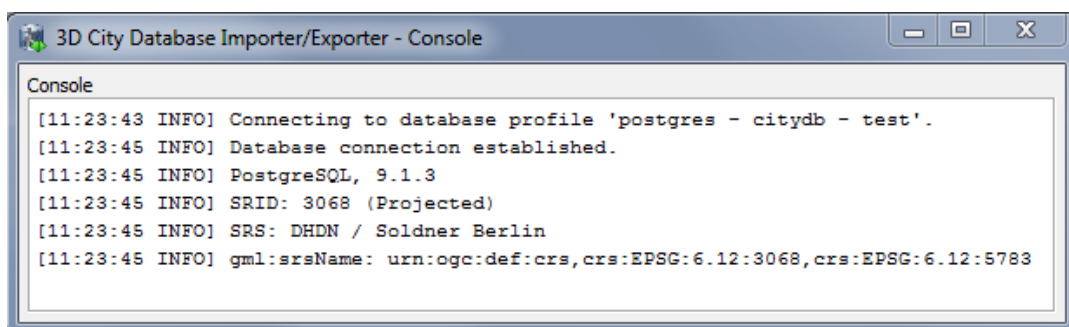 3D City Database Importer/Exporter - Console
Console
[11:23:43 INFO] Connecting to database profile 'postgres - citydb - test'.
[11:23:45 INFO] Database connection established.
[11:23:45 INFO] PostgreSQL, 9.1.3
[11:23:45 INFO] SRID: 3068 (Projected)
[11:23:45 INFO] SRS: DHDN / Soldner Berlin
[11:23:45 INFO] gml:srsName: urn:ogc:def:crs,crs:EPSG:6.12:3068,crs:EPSG:6.12:5783